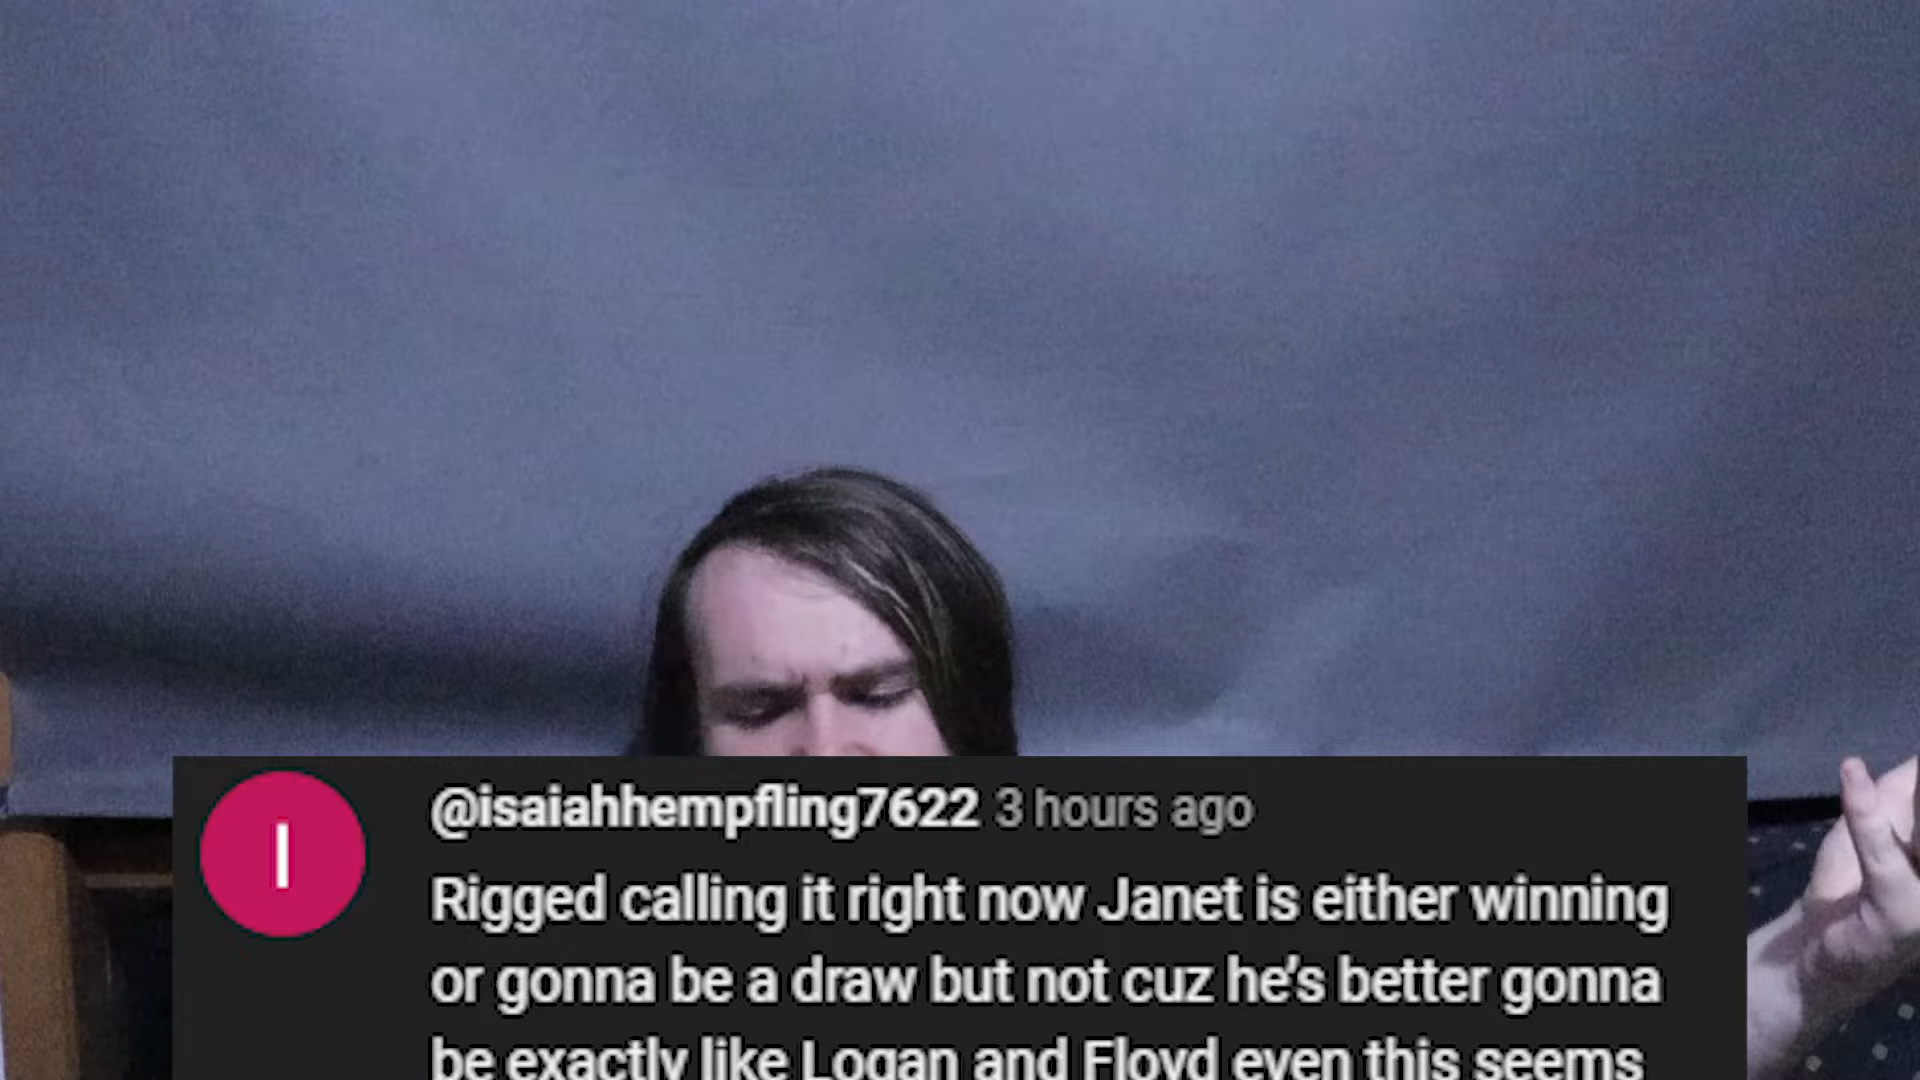 I
@isaiahhempfling7622 3 hours ago
Rigged calling it right now Janet is either winning
or gonna be a draw but not cuz he's better gonna
be exactly like Logan and Floyd even this seems